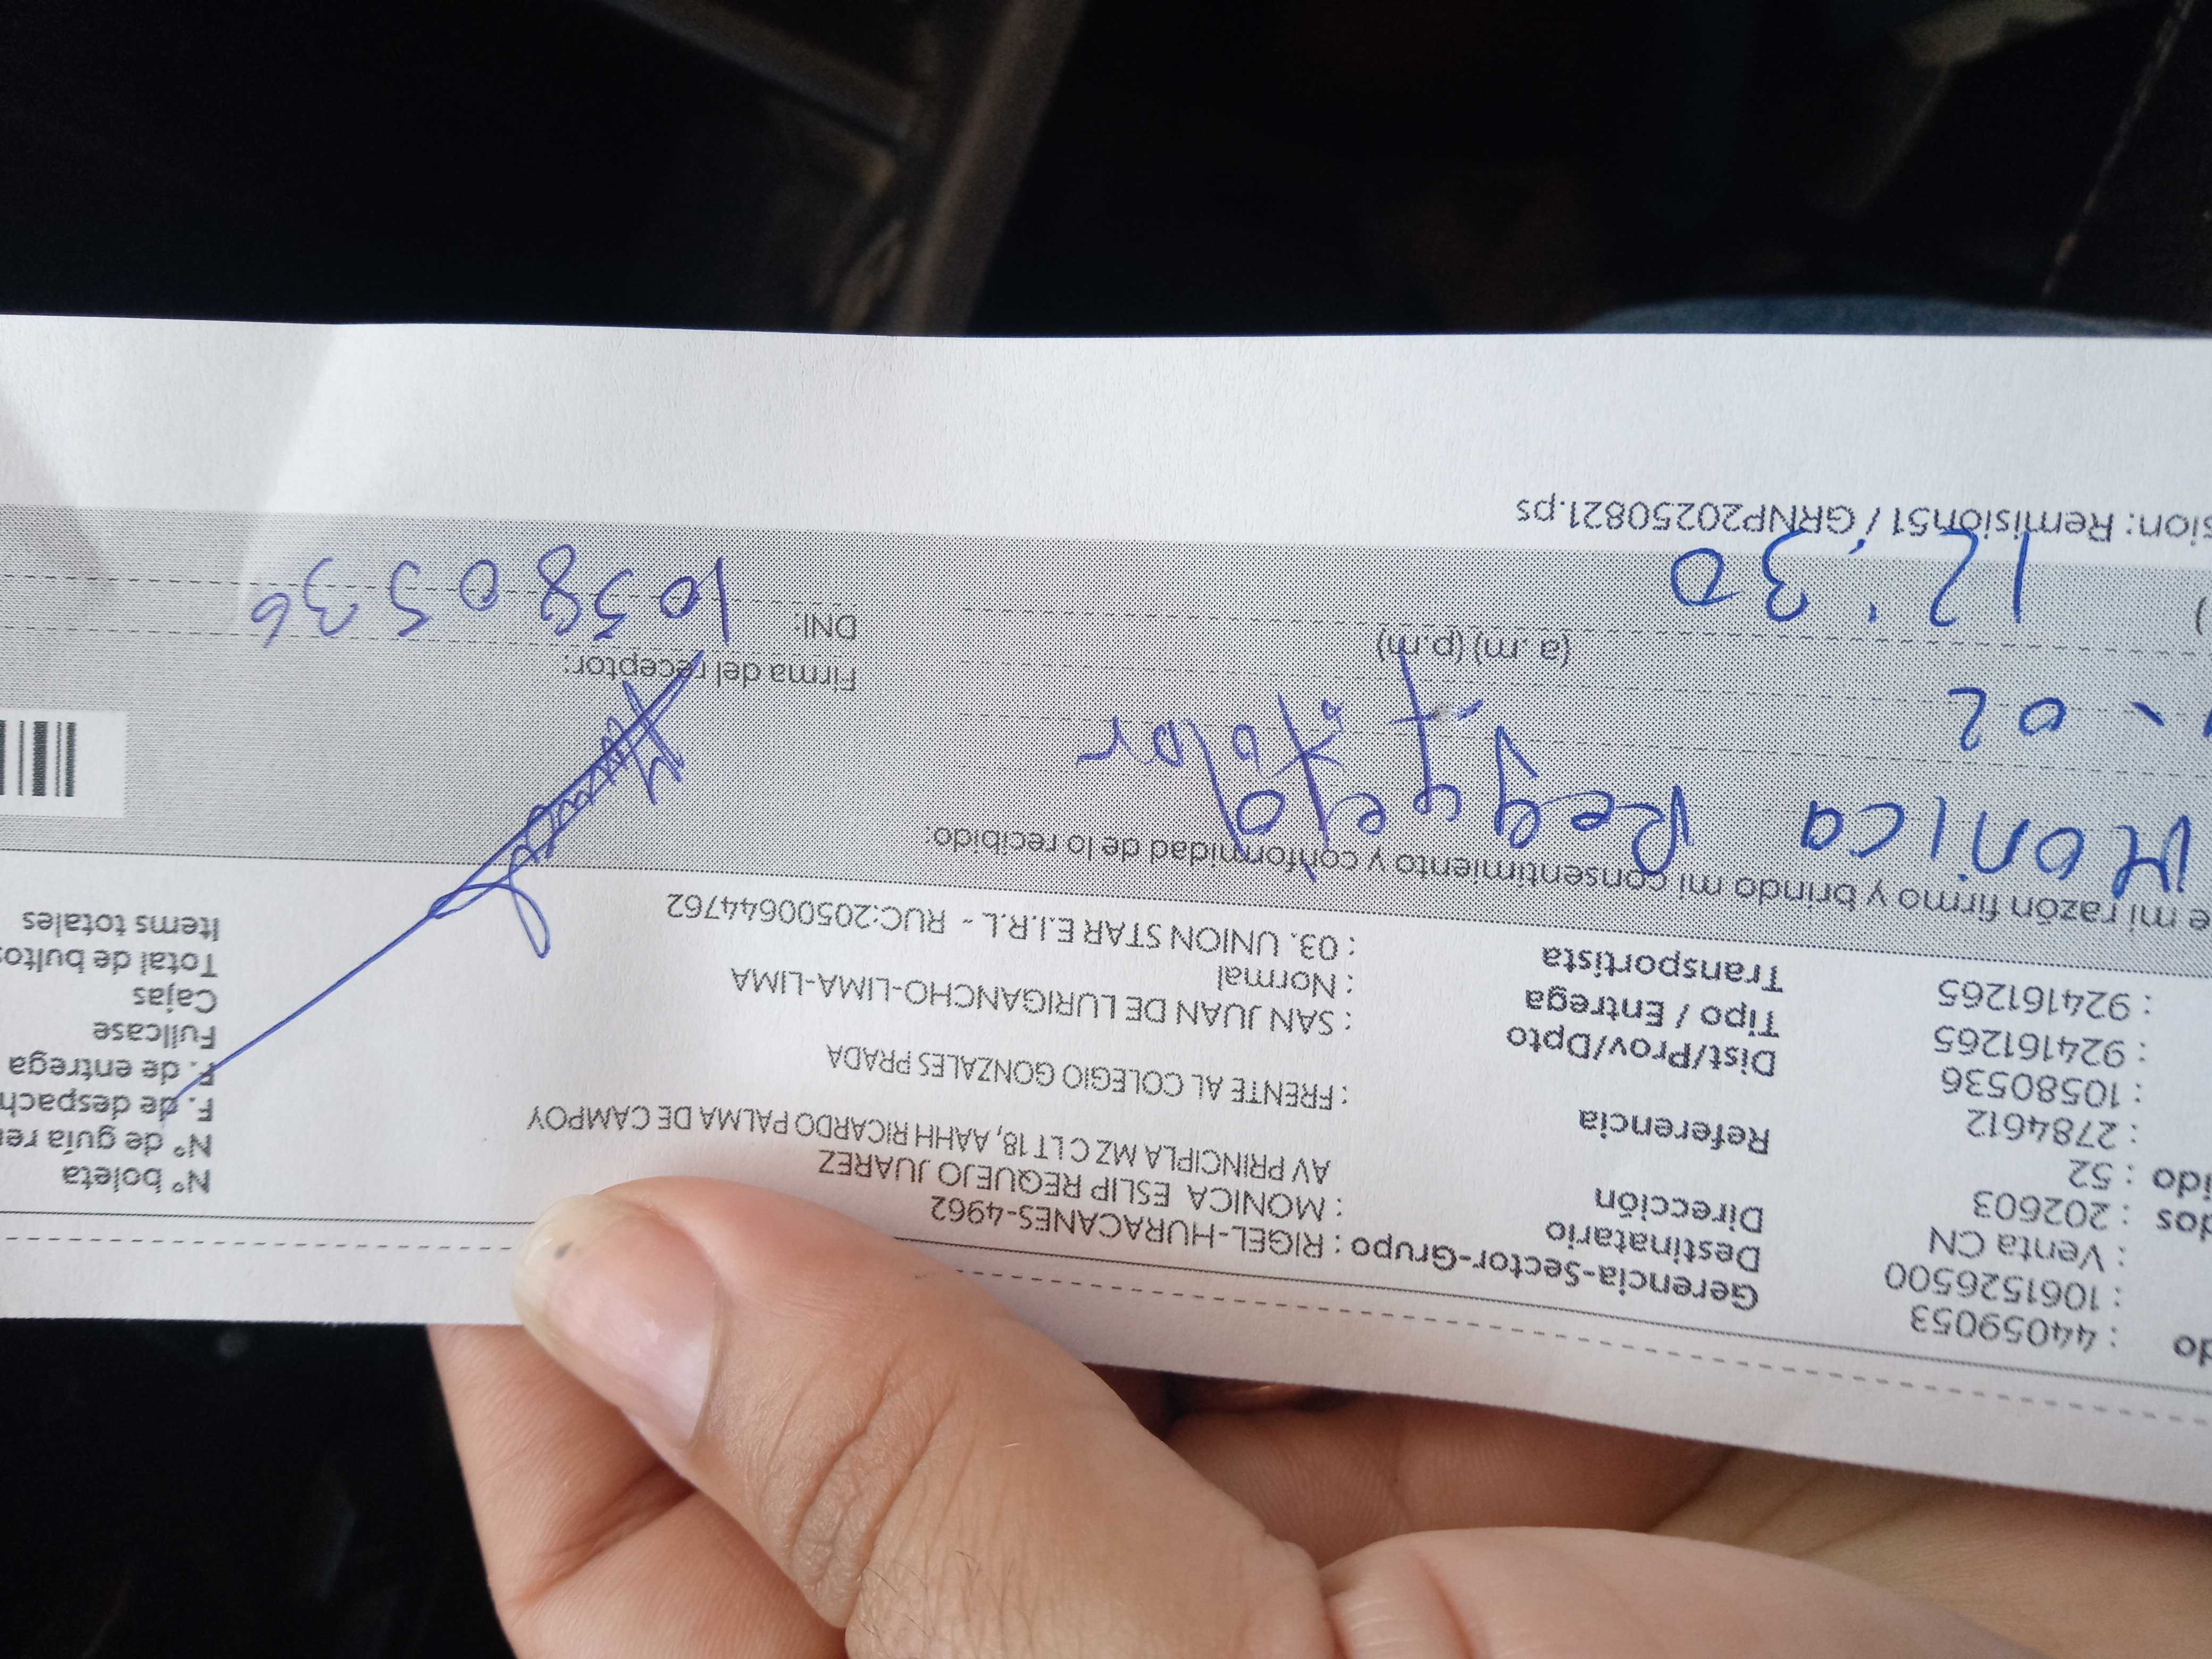 do : 44059053 Gerencia-Sector-Grupo : RIGEL-HURACANES-4962
: 1061526500 Destinatario : MONICA ESLIP REQUEJO JUAREZ Nº boleta
: Venta CN Dirección AV PRINCIPLA MZ C LT 18, AAHH RICARDO PALMA DE CAMPOY Nº de guía re
dos : 202603
ido : 52 Referencia : FRENTE AL COLEGIO GONZALES PRADA F. de despach
: 2784612 F. de entrega
: 10580536 Dist/Prov/Dpto : SAN JUAN DE LURIGANCHO-LIMA-LIMA Fullcase
: 924161265 Tipo / Entrega : Normal Cajas
: 924161265 Transportista : 03. UNION STAR E.I.R.L - RUC:20500644762 Total de bultos
Items totales
e mi razón firmo y brindo mi consentimiento y conformidad de lo recibido:
Monica Requejo
02
Firma del receptor:
(a.m) (p.m)
12:30 DNI: 10580536
sion: Remision51 / GRNP20250821.ps